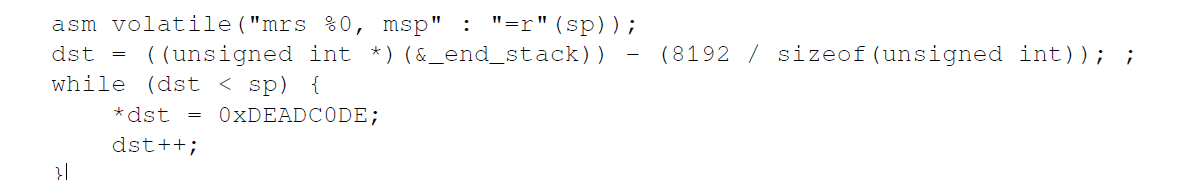 asm volatile("mrs %0, msp" : "=r"(sp));
dst = ((unsigned int *)(&_end_stack)) - (8192 / sizeof(unsigned int)); ;
while (dst < sp) {
    *dst = 0xDEADC0DE;
    dst++;
}